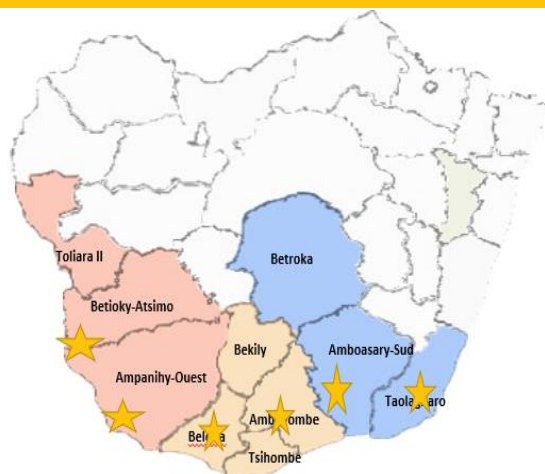 Toliara II
Betroka
Betioky-Atsimo
Bekily
Amboasary-Sud
Ampanihy-Ouest
Tsihombe